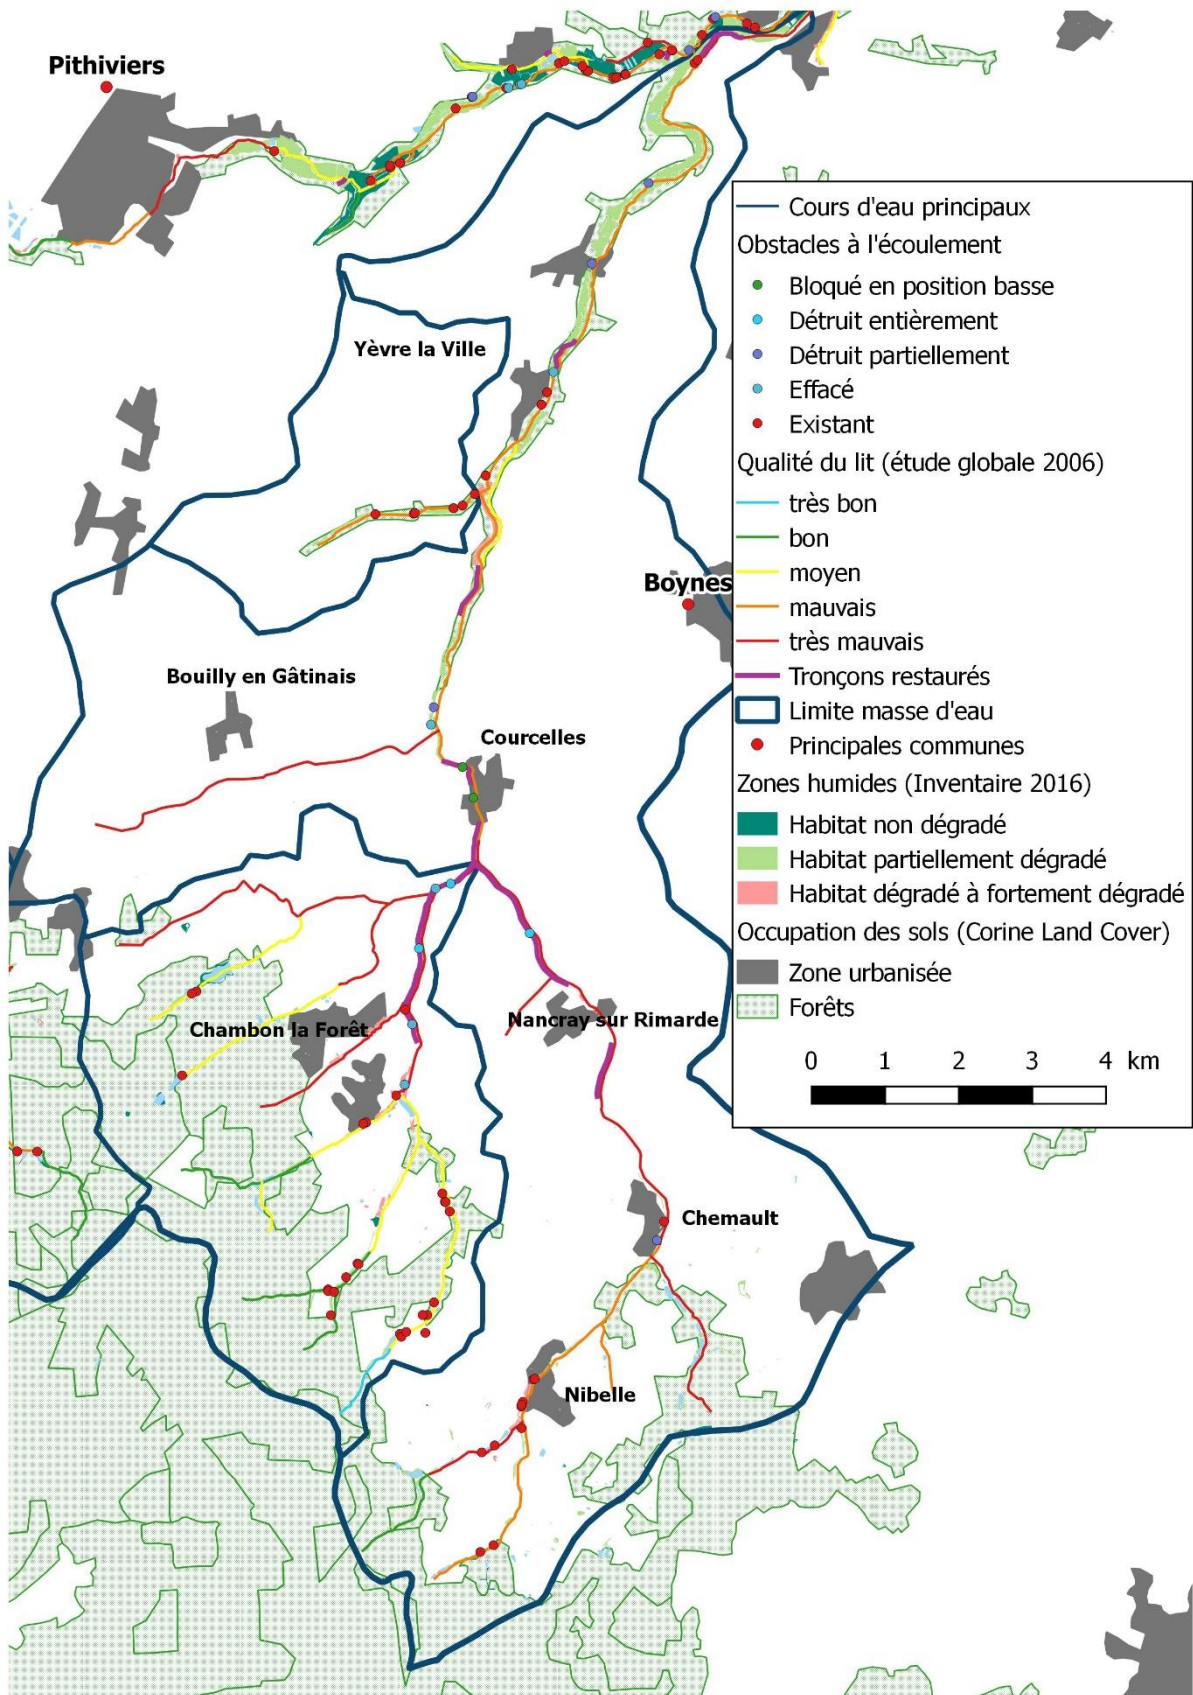 Pithiviers
Yèvre la Ville
Boynes
Bouilly en Gâtinais
Courcelles
Chambon la Forêt
Nancray sur Rimarde
Chemault
Nibelle
Cours d'eau principaux
Obstacles à l'écoulement
Bloqué en position basse
Détruit entièrement
Détruit partiellement
Effacé
Existant
Qualité du lit (étude globale 2006)
très bon
bon
moyen
mauvais
très mauvais
Tronçons restaurés
Limite masse d'eau
Principales communes
Zones humides (Inventaire 2016)
Habitat non dégradé
Habitat partiellement dégradé
Habitat dégradé à fortement dégradé
Occupation des sols (Corine Land Cover)
Zone urbanisée
Forêts
0 1 2 3 4 km